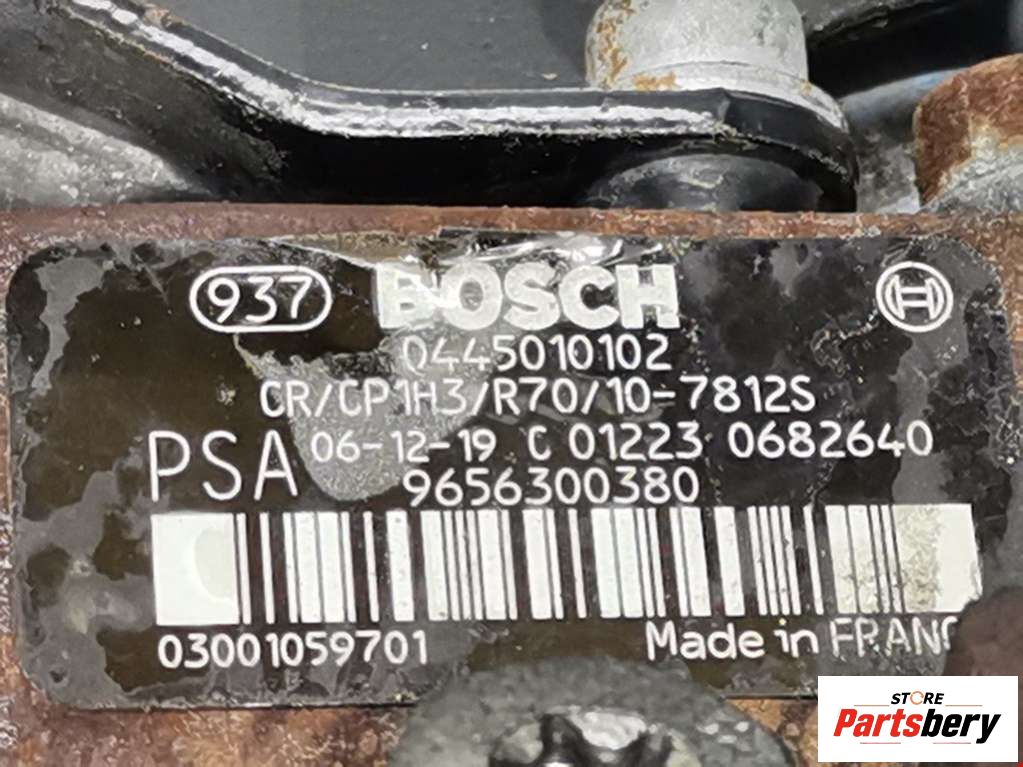 937 BOSCH
0445010102
CR/CP1H3/R70/10-7812S
PSA 06-12-19 C 01223 0682640
9656300380
03001059701 Made in FRANC
STORE
Partsbery